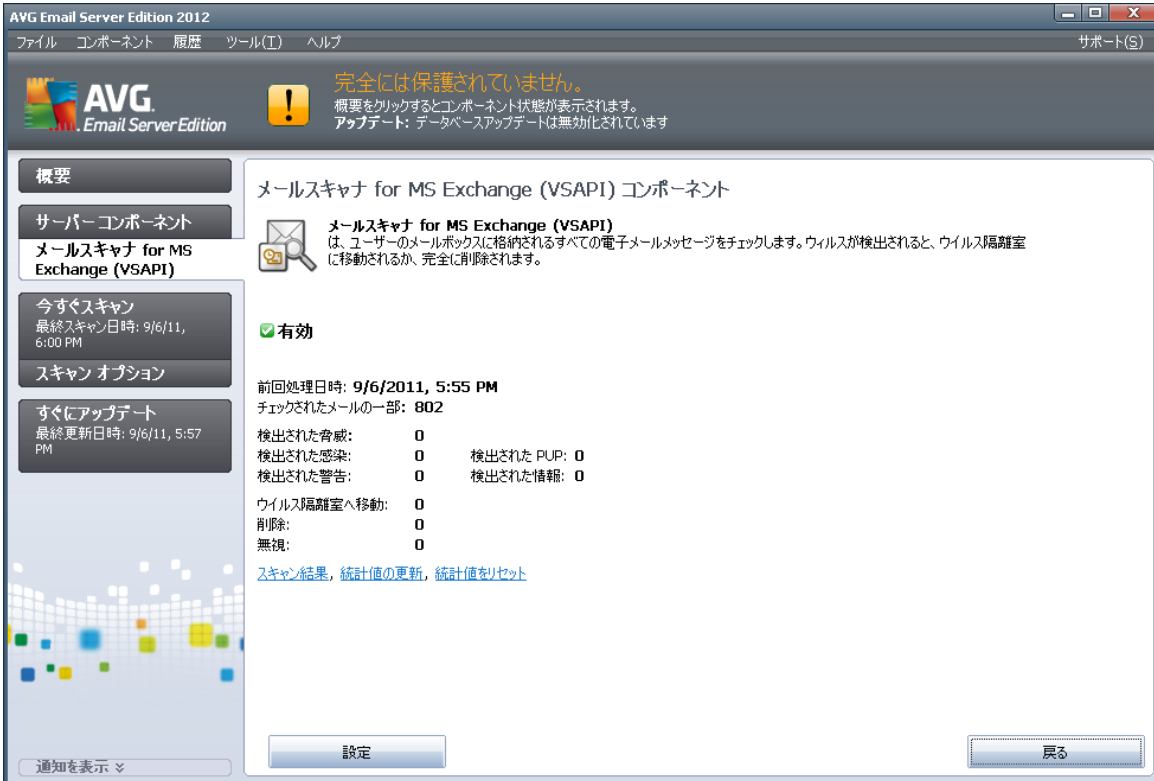 AVG Email Server Edition 2012
ファイル コンポーネント 履歴 ツール(T) ヘルプ サポート(S)
AVG.
Email Server Edition
完全には保護されていません。
概要をクリックするとコンポーネント状態が表示されます。
アップデート: データベースアップデートは無効化されています
概要
サーバー コンポーネント
メールスキャナ for MS
Exchange (VSAPI)
今すぐスキャン
最終スキャン日時: 9/6/11,
6:00 PM
スキャン オプション
すぐにアップデート
最終更新日時: 9/6/11, 5:57
PM
通知を表示
メールスキャナ for MS Exchange (VSAPI) コンポーネント
メールスキャナ for MS Exchange (VSAPI)
は、ユーザーのメールボックスに格納されるすべての電子メールメッセージをチェックします。ウィルスが検出されると、ウイルス隔離室
に移動されるか、完全に削除されます。
有効
前回処理日時: 9/6/2011, 5:55 PM
チェックされたメールの一部: 802
検出された脅威: 0
検出された感染: 0 検出された PUP: 0
検出された警告: 0 検出された情報: 0
ウイルス隔離室へ移動: 0
削除: 0
無視: 0
スキャン結果, 統計値の更新, 統計値をリセット
設定 戻る